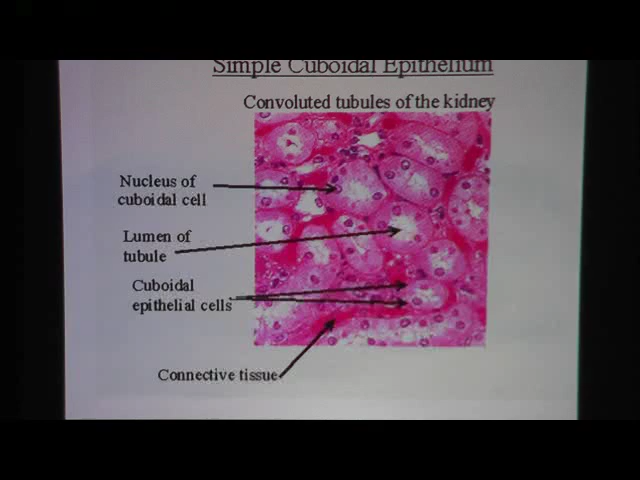 Simple Cuboidal Epithelium
Convoluted tubules of the kidney
Nucleus of
cuboidal cell
Lumen of
tubule
Cuboidal
epithelial cells
Connective tissue